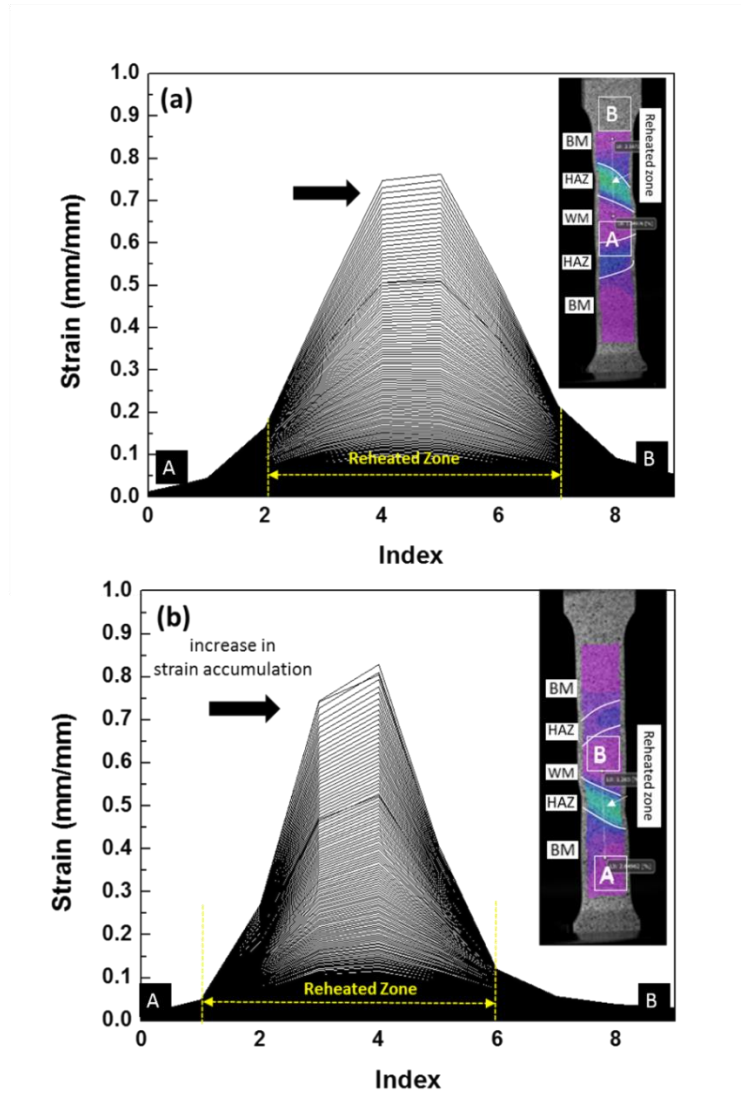 (a)
1.0
0.9
0.8
0.7
0.6
0.5
0.4
0.3
0.2
0.1
0.0
Strain (mm/mm)
A
Reheated Zone
B
0
2
4
6
8
Index
B
A
BM
HAZ
WM
HAZ
BM
Reheated zone
(b)
1.0
0.9
0.8
0.7
0.6
0.5
0.4
0.3
0.2
0.1
0.0
Strain (mm/mm)
increase in
strain accumulation
A
Reheated Zone
B
0
2
4
6
8
Index
BM
HAZ
WM
HAZ
BM
B
A
Reheated zone